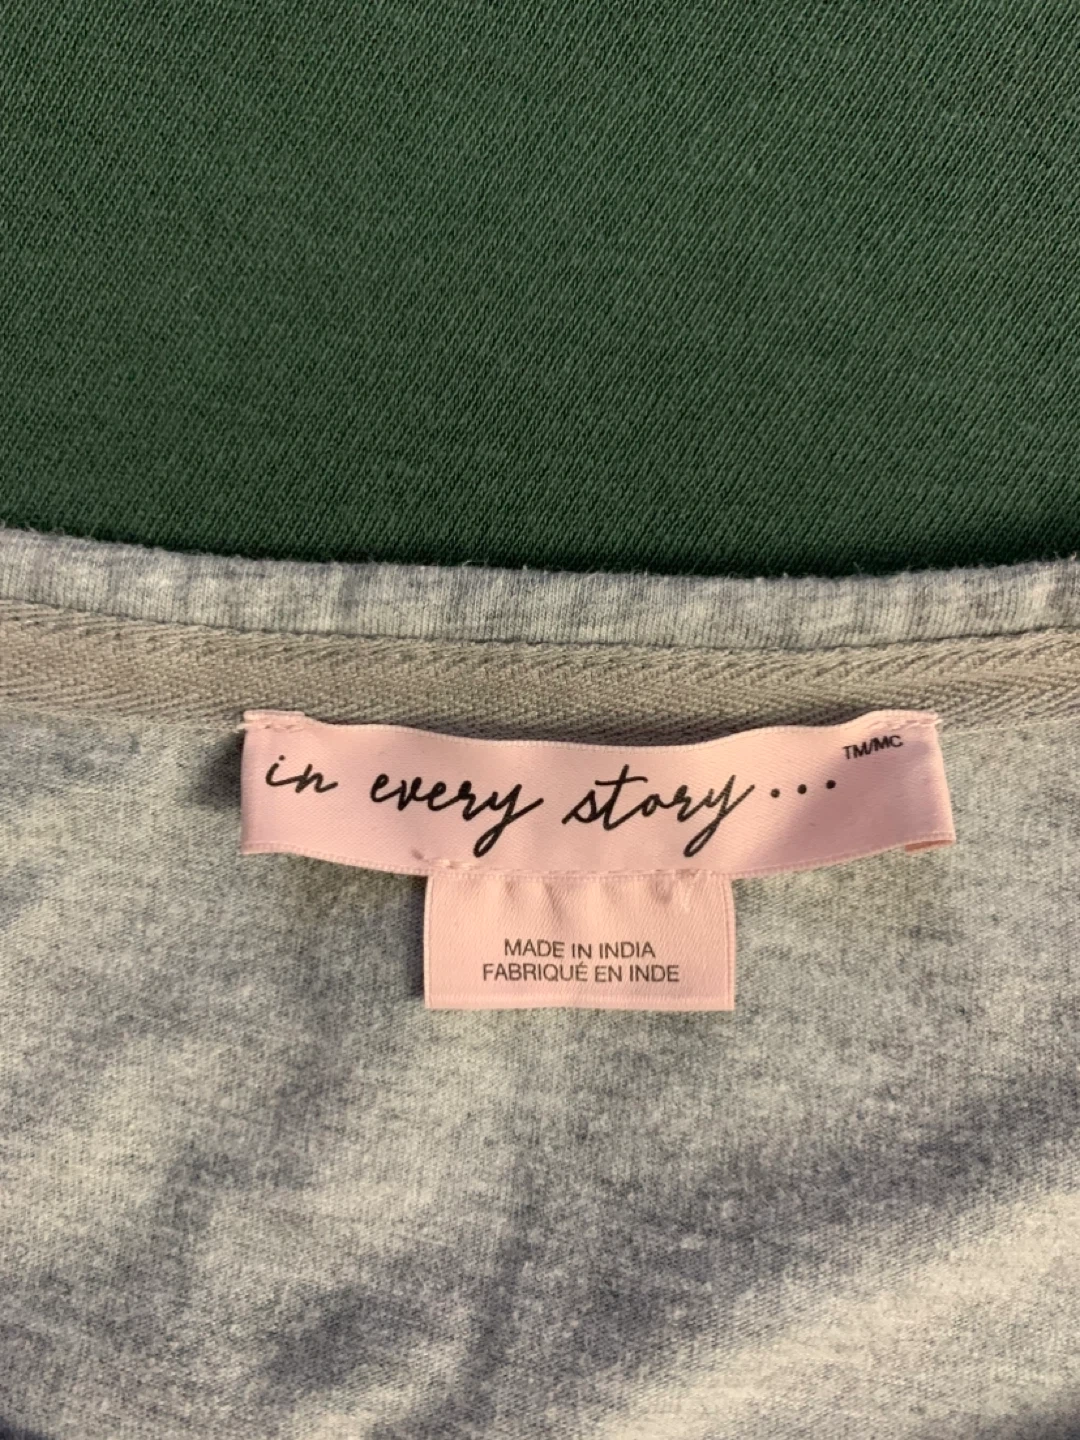 in every story... TM/MC
MADE IN INDIA
FABRIQUÉ EN INDE